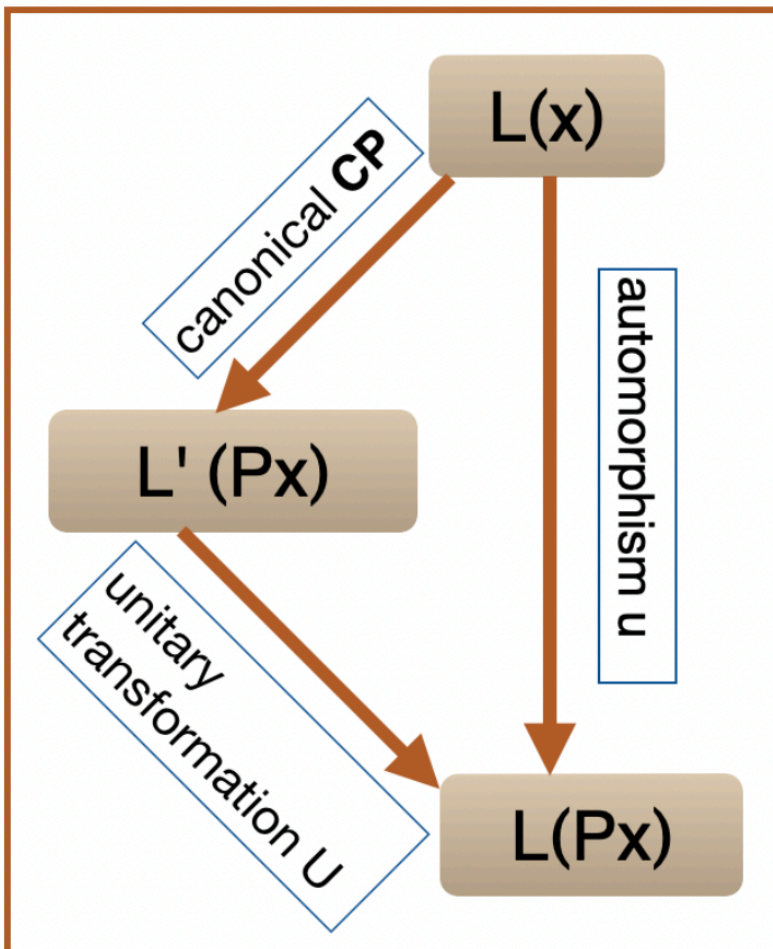 L(x)
canonical CP
automorphism u
L' (Px)
unitary
transformation U
L(Px)